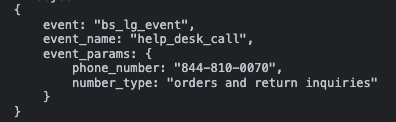 {
event: "bs_lg_event",
event_name: "help_desk_call",
event_params: {
phone_number: "844-810-0070",
number_type: "orders and return inquiries"
}
}